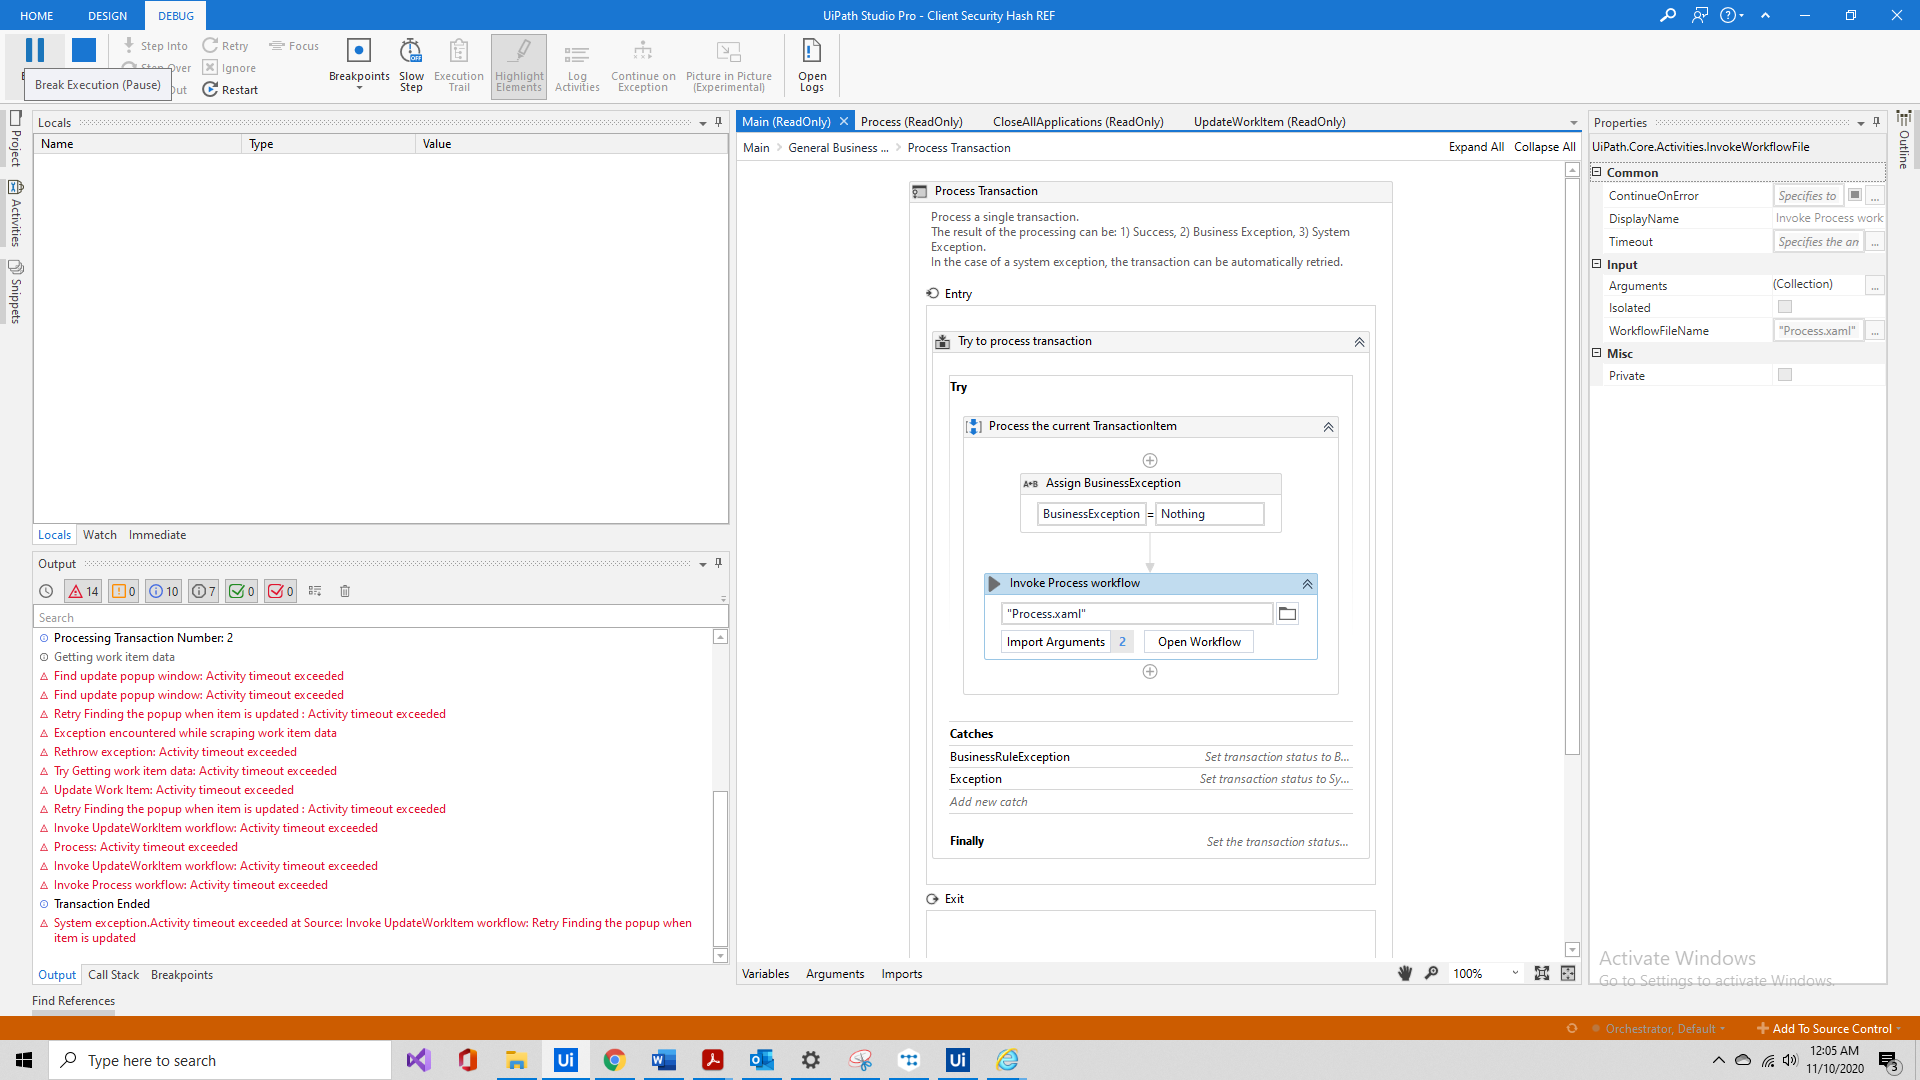 HOME DESIGN DEBUG
UiPath Studio Pro - Client Security Hash REF
Step Into Retry Focus
Step Over Ignore
Out Restart
Break Execution (Pause)
Breakpoints
Slow Step
Execution Trail
Highlight Elements
Log Activities
Continue on Exception
Picture in Picture (Experimental)
Open Logs
Project
Activities
Snippets
Locals
Name Type Value
Locals Watch Immediate
Output
14 0 10 7 0 0
Search
Processing Transaction Number: 2
Getting work item data
Find update popup window: Activity timeout exceeded
Find update popup window: Activity timeout exceeded
Retry Finding the popup when item is updated : Activity timeout exceeded
Exception encountered while scraping work item data
Rethrow exception: Activity timeout exceeded
Try Getting work item data: Activity timeout exceeded
Update Work Item: Activity timeout exceeded
Retry Finding the popup when item is updated : Activity timeout exceeded
Invoke UpdateWorkItem workflow: Activity timeout exceeded
Process: Activity timeout exceeded
Invoke UpdateWorkItem workflow: Activity timeout exceeded
Invoke Process workflow: Activity timeout exceeded
Transaction Ended
System exception.Activity timeout exceeded at Source: Invoke UpdateWorkItem workflow: Retry Finding the popup when
item is updated
Output Call Stack Breakpoints
Find References
Main (ReadOnly) Process (ReadOnly) CloseAllApplications (ReadOnly) UpdateWorkItem (ReadOnly)
Main General Business ... Process Transaction
Expand All Collapse All
Process Transaction
Process a single transaction.
The result of the processing can be: 1) Success, 2) Business Exception, 3) System
Exception.
In the case of a system exception, the transaction can be automatically retried.
Entry
Try to process transaction
Try
Process the current TransactionItem
A+B Assign BusinessException
BusinessException = Nothing
Invoke Process workflow
"Process.xaml"
Import Arguments 2 Open Workflow
Catches
BusinessRuleException Set transaction status to B...
Exception Set transaction status to Sy...
Add new catch
Finally Set the transaction status...
Exit
Variables Arguments Imports
100%
Properties
UiPath.Core.Activities.InvokeWorkflowFile
Common
ContinueOnError Specifies to ...
DisplayName Invoke Process work
Timeout Specifies the an ...
Input
Arguments (Collection) ...
Isolated
WorkflowFileName "Process.xaml" ...
Misc
Private
Outline
Activate Windows
Go to Settings to activate Windows.
Orchestrator, Default
Add To Source Control
Type here to search
Ui
Ui
12:05 AM
11/10/2020
3